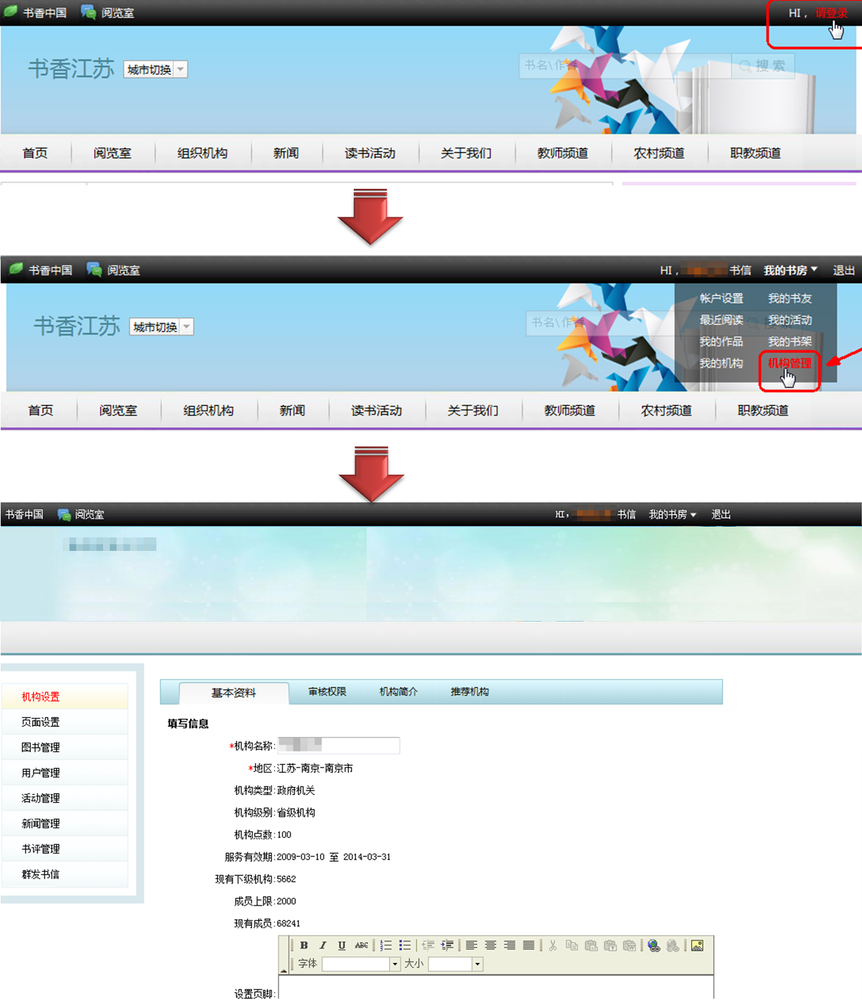 书香中国 阅览室 HI， 请登录
书香江苏 城市切换 书名\作者 搜索
首页 阅览室 组织机构 新闻 读书活动 关于我们 教师频道 农村频道 职教频道
书香中国 阅览室 HI， 书信 我的书房 退出
帐户设置 我的书友
书香江苏 城市切换 书名\作者 最近阅读 我的活动
我的作品 我的书架
我的机构 机构管理
首页 阅览室 组织机构 新闻 读书活动 关于我们 教师频道 农村频道 职教频道
书香中国 阅览室 HI， 书信 我的书房 退出
机构设置
页面设置
图书管理
用户管理
活动管理
新闻管理
书评管理
群发书信
基本资料 审核权限 机构简介 推荐机构
填写信息
*机构名称:
*地区:江苏-南京-南京市
机构类型:政府机关
机构级别:省级机构
机构点数:100
服务有效期:2009-03-10 至 2014-03-31
现有下级机构:5662
成员上限:2000
现有成员:68241
B I U ABC
字体 大小
设置页脚: